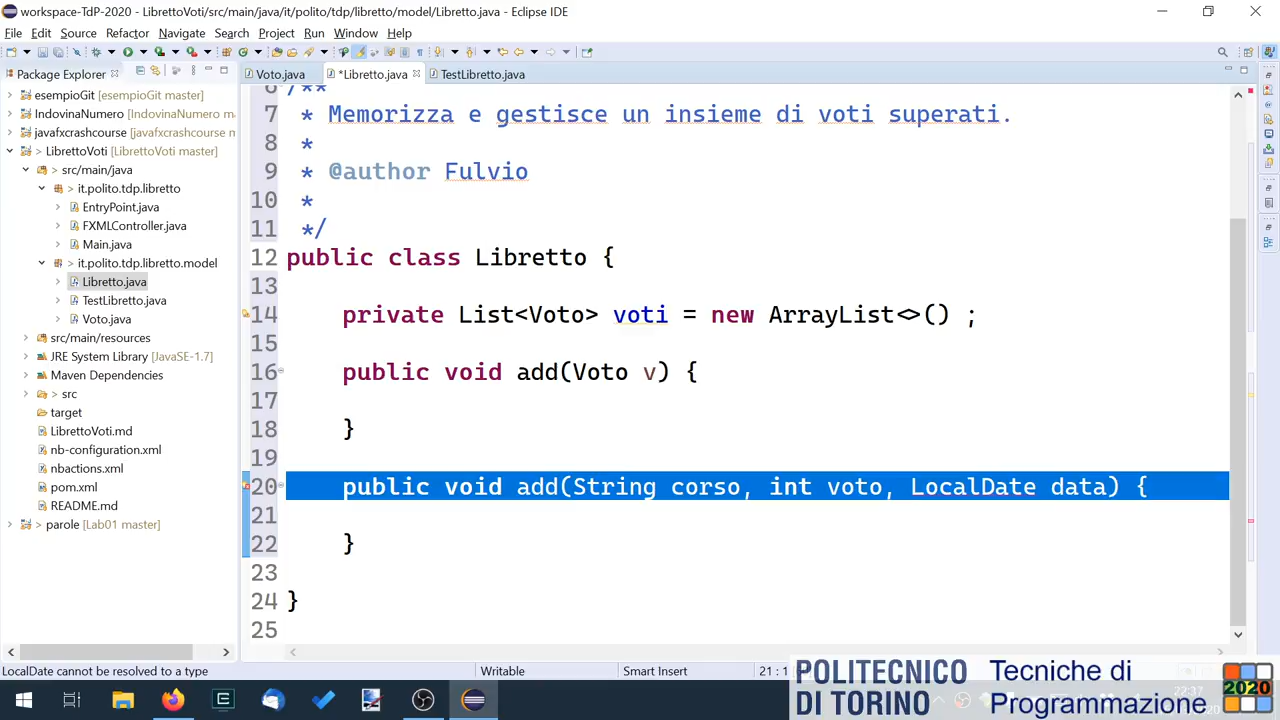 workspace-TdP-2020 - LibrettoVoti/src/main/java/it/polito/tdp/libretto/model/Libretto.java - Eclipse IDE
File Edit Source Refactor Navigate Search Project Run Window Help
Package Explorer
Voto.java
*Libretto.java
TestLibretto.java
esempioGit [esempioGit master]
IndovinaNumero [IndovinaNumero master]
javafxcrashcourse [javafxcrashcourse m
> LibrettoVoti [LibrettoVoti master]
> src/main/java
> it.polito.tdp.libretto
EntryPoint.java
FXMLController.java
Main.java
> it.polito.tdp.libretto.model
Libretto.java
TestLibretto.java
Voto.java
src/main/resources
JRE System Library [JavaSE-1.7]
Maven Dependencies
> src
target
LibrettoVoti.md
nb-configuration.xml
nbactions.xml
pom.xml
README.md
> parole [Lab01 master]
6 /**
7 * Memorizza e gestisce un insieme di voti superati.
8 *
9 * @author Fulvio
10 *
11 */
12 public class Libretto {
13
14 private List<Voto> voti = new ArrayList<>() ;
15
16 public void add(Voto v) {
17
18 }
19
20 public void add(String corso, int voto, LocalDate data) {
21
22 }
23
24 }
25
LocalDate cannot be resolved to a type
Writable
Smart Insert
21 : 1
POLITECNICO
DI TORINO
Tecniche di
Programmazione
2020